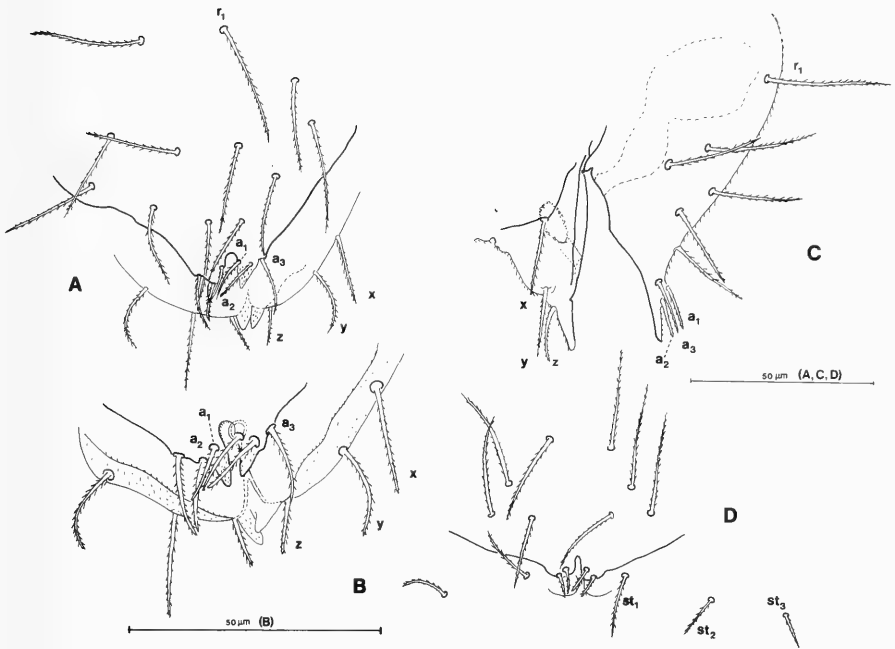 r1
A
a1
a2
a3
x
y
z
r1
C
x
y
z
a1
a2
a3
50 μm (A, C, D)
a1
a2
a3
x
y
z
B
50 μm (B)
D
st1
st2
st3